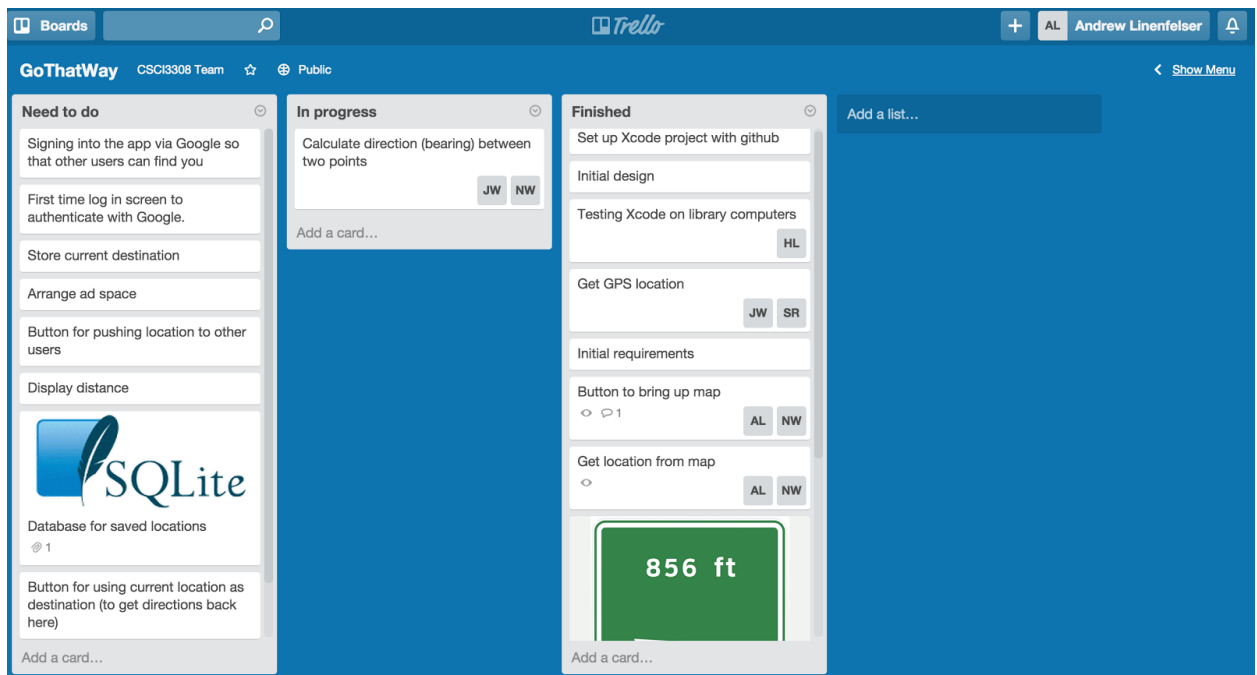 Boards
Trello
+
AL
Andrew Linenfelser
GoThatWay
CSCI3308 Team
Public
Show Menu
Need to do
Signing into the app via Google so
that other users can find you
First time log in screen to
authenticate with Google.
Store current destination
Arrange ad space
Button for pushing location to other
users
Display distance
SQLite
Database for saved locations
1
Button for using current location as
destination (to get directions back
here)
Add a card...
In progress
Calculate direction (bearing) between
two points
JW NW
Add a card...
Finished
Set up Xcode project with github
Initial design
Testing Xcode on library computers
HL
Get GPS location
JW SR
Initial requirements
Button to bring up map
1
AL NW
Get location from map
AL NW
856 ft
Add a card...
Add a list...